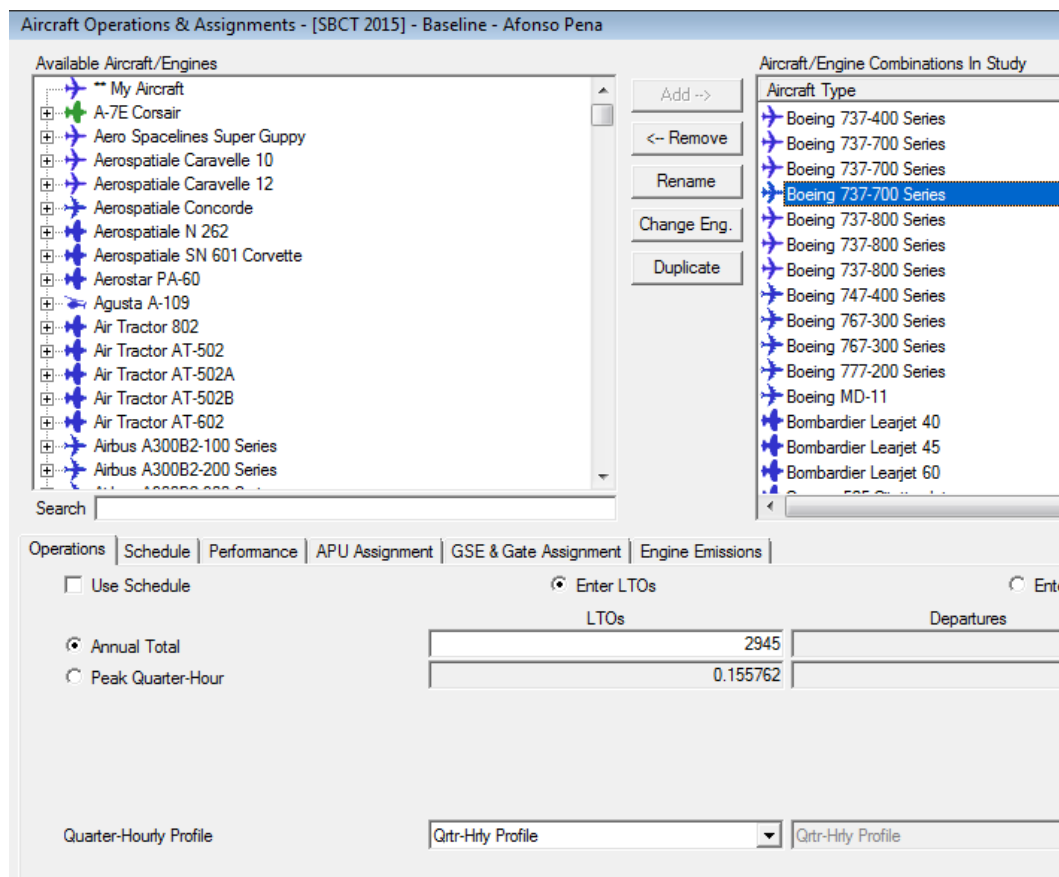 Aircraft Operations & Assignments - [SBCT 2015] - Baseline - Afonso Pena
Available Aircraft/Engines
** My Aircraft
A-7E Corsair
Aero Spacelines Super Guppy
Aerospatiale Caravelle 10
Aerospatiale Caravelle 12
Aerospatiale Concorde
Aerospatiale N 262
Aerospatiale SN 601 Corvette
Aerostar PA-60
Agusta A-109
Air Tractor 802
Air Tractor AT-502
Air Tractor AT-502A
Air Tractor AT-502B
Air Tractor AT-602
Airbus A300B2-100 Series
Airbus A300B2-200 Series
Search
Add -->
<-- Remove
Rename
Change Eng.
Duplicate
Aircraft/Engine Combinations In Study
Aircraft Type
Boeing 737-400 Series
Boeing 737-700 Series
Boeing 737-700 Series
Boeing 737-700 Series
Boeing 737-800 Series
Boeing 737-800 Series
Boeing 737-800 Series
Boeing 747-400 Series
Boeing 767-300 Series
Boeing 767-300 Series
Boeing 777-200 Series
Boeing MD-11
Bombardier Learjet 40
Bombardier Learjet 45
Bombardier Learjet 60
Operations Schedule Performance APU Assignment GSE & Gate Assignment Engine Emissions
Use Schedule Enter LTOs
LTOs Departures
Annual Total 2945
Peak Quarter-Hour 0.155762
Quarter-Hourly Profile Qrtr-Hrly Profile Qrtr-Hrly Profile